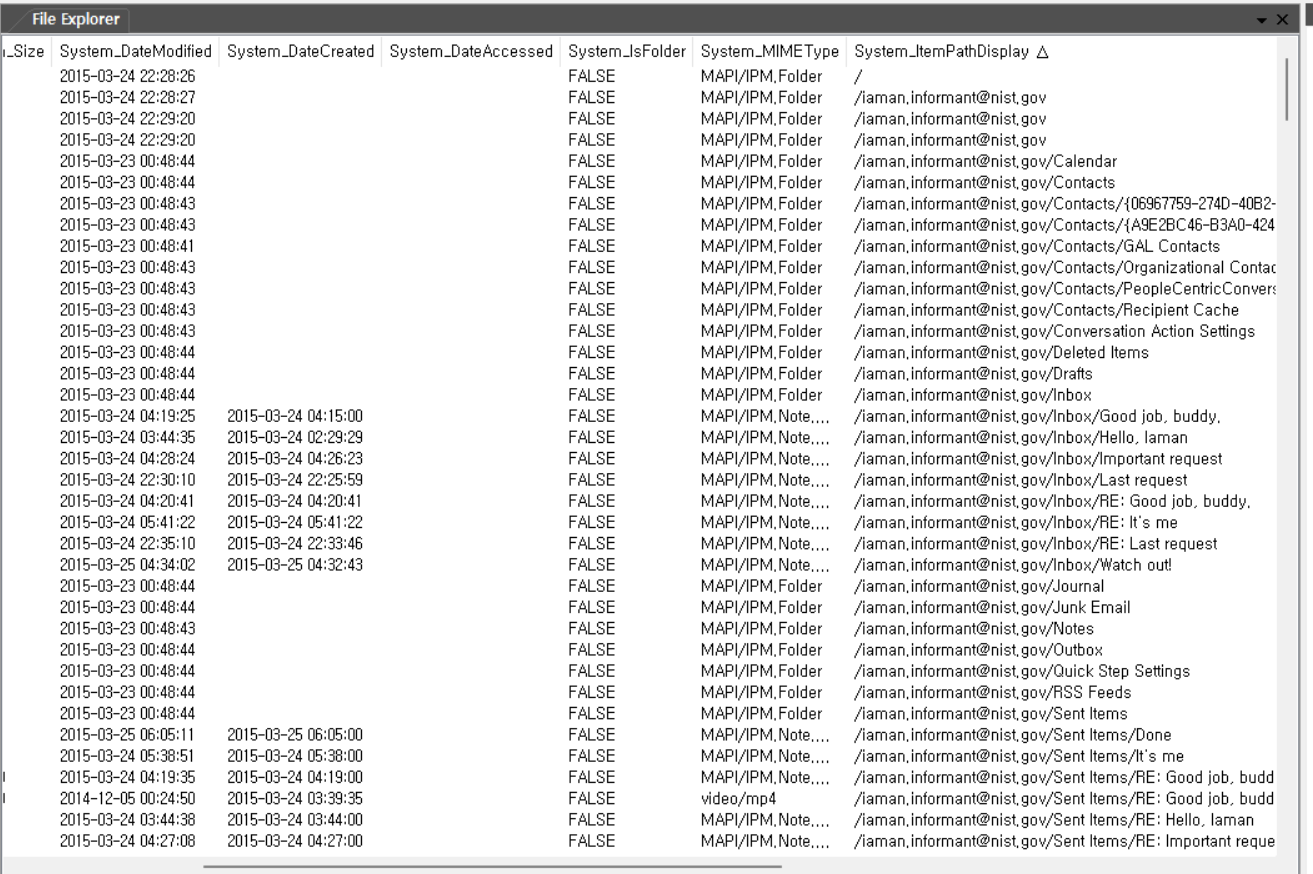 File Explorer
_Size System_DateModified System_DateCreated System_DateAccessed System_IsFolder System_MIMEType System_ItemPathDisplay △
2015-03-24 22:28:26 FALSE MAPI/IPM.Folder /
2015-03-24 22:28:27 FALSE MAPI/IPM.Folder /iaman.informant@nist.gov
2015-03-24 22:29:20 FALSE MAPI/IPM.Folder /iaman.informant@nist.gov
2015-03-24 22:29:20 FALSE MAPI/IPM.Folder /iaman.informant@nist.gov
2015-03-23 00:48:44 FALSE MAPI/IPM.Folder /iaman.informant@nist.gov/Calendar
2015-03-23 00:48:44 FALSE MAPI/IPM.Folder /iaman.informant@nist.gov/Contacts
2015-03-23 00:48:43 FALSE MAPI/IPM.Folder /iaman.informant@nist.gov/Contacts/{06967759-274D-40B2-
2015-03-23 00:48:43 FALSE MAPI/IPM.Folder /iaman.informant@nist.gov/Contacts/{A9E2BC46-B3A0-424
2015-03-23 00:48:41 FALSE MAPI/IPM.Folder /iaman.informant@nist.gov/Contacts/GAL Contacts
2015-03-23 00:48:43 FALSE MAPI/IPM.Folder /iaman.informant@nist.gov/Contacts/Organizational Contac
2015-03-23 00:48:43 FALSE MAPI/IPM.Folder /iaman.informant@nist.gov/Contacts/PeopleCentricConvers
2015-03-23 00:48:43 FALSE MAPI/IPM.Folder /iaman.informant@nist.gov/Contacts/Recipient Cache
2015-03-23 00:48:43 FALSE MAPI/IPM.Folder /iaman.informant@nist.gov/Conversation Action Settings
2015-03-23 00:48:44 FALSE MAPI/IPM.Folder /iaman.informant@nist.gov/Deleted Items
2015-03-23 00:48:44 FALSE MAPI/IPM.Folder /iaman.informant@nist.gov/Drafts
2015-03-23 00:48:44 FALSE MAPI/IPM.Folder /iaman.informant@nist.gov/Inbox
2015-03-24 04:19:25 2015-03-24 04:15:00 FALSE MAPI/IPM.Note.... /iaman.informant@nist.gov/Inbox/Good job, buddy.
2015-03-24 03:44:35 2015-03-24 02:29:29 FALSE MAPI/IPM.Note.... /iaman.informant@nist.gov/Inbox/Hello, Iaman
2015-03-24 04:28:24 2015-03-24 04:26:23 FALSE MAPI/IPM.Note.... /iaman.informant@nist.gov/Inbox/Important request
2015-03-24 22:30:10 2015-03-24 22:25:59 FALSE MAPI/IPM.Note.... /iaman.informant@nist.gov/Inbox/Last request
2015-03-24 04:20:41 2015-03-24 04:20:41 FALSE MAPI/IPM.Note.... /iaman.informant@nist.gov/Inbox/RE: Good job, buddy.
2015-03-24 05:41:22 2015-03-24 05:41:22 FALSE MAPI/IPM.Note.... /iaman.informant@nist.gov/Inbox/RE: It's me
2015-03-24 22:35:10 2015-03-24 22:33:46 FALSE MAPI/IPM.Note.... /iaman.informant@nist.gov/Inbox/RE: Last request
2015-03-25 04:34:02 2015-03-25 04:32:43 FALSE MAPI/IPM.Note.... /iaman.informant@nist.gov/Inbox/Watch out!
2015-03-23 00:48:44 FALSE MAPI/IPM.Folder /iaman.informant@nist.gov/Journal
2015-03-23 00:48:44 FALSE MAPI/IPM.Folder /iaman.informant@nist.gov/Junk Email
2015-03-23 00:48:43 FALSE MAPI/IPM.Folder /iaman.informant@nist.gov/Notes
2015-03-23 00:48:44 FALSE MAPI/IPM.Folder /iaman.informant@nist.gov/Outbox
2015-03-23 00:48:44 FALSE MAPI/IPM.Folder /iaman.informant@nist.gov/Quick Step Settings
2015-03-23 00:48:44 FALSE MAPI/IPM.Folder /iaman.informant@nist.gov/RSS Feeds
2015-03-23 00:48:44 FALSE MAPI/IPM.Folder /iaman.informant@nist.gov/Sent Items
2015-03-25 06:05:11 2015-03-25 06:05:00 FALSE MAPI/IPM.Note.... /iaman.informant@nist.gov/Sent Items/Done
2015-03-24 05:38:51 2015-03-24 05:38:00 FALSE MAPI/IPM.Note.... /iaman.informant@nist.gov/Sent Items/It's me
2015-03-24 04:19:35 2015-03-24 04:19:00 FALSE MAPI/IPM.Note.... /iaman.informant@nist.gov/Sent Items/RE: Good job, budd
2014-12-05 00:24:50 2015-03-24 03:39:35 FALSE video/mp4 /iaman.informant@nist.gov/Sent Items/RE: Good job, budd
2015-03-24 03:44:38 2015-03-24 03:44:00 FALSE MAPI/IPM.Note.... /iaman.informant@nist.gov/Sent Items/RE: Hello, Iaman
2015-03-24 04:27:08 2015-03-24 04:27:00 FALSE MAPI/IPM.Note.... /iaman.informant@nist.gov/Sent Items/RE: Important reque